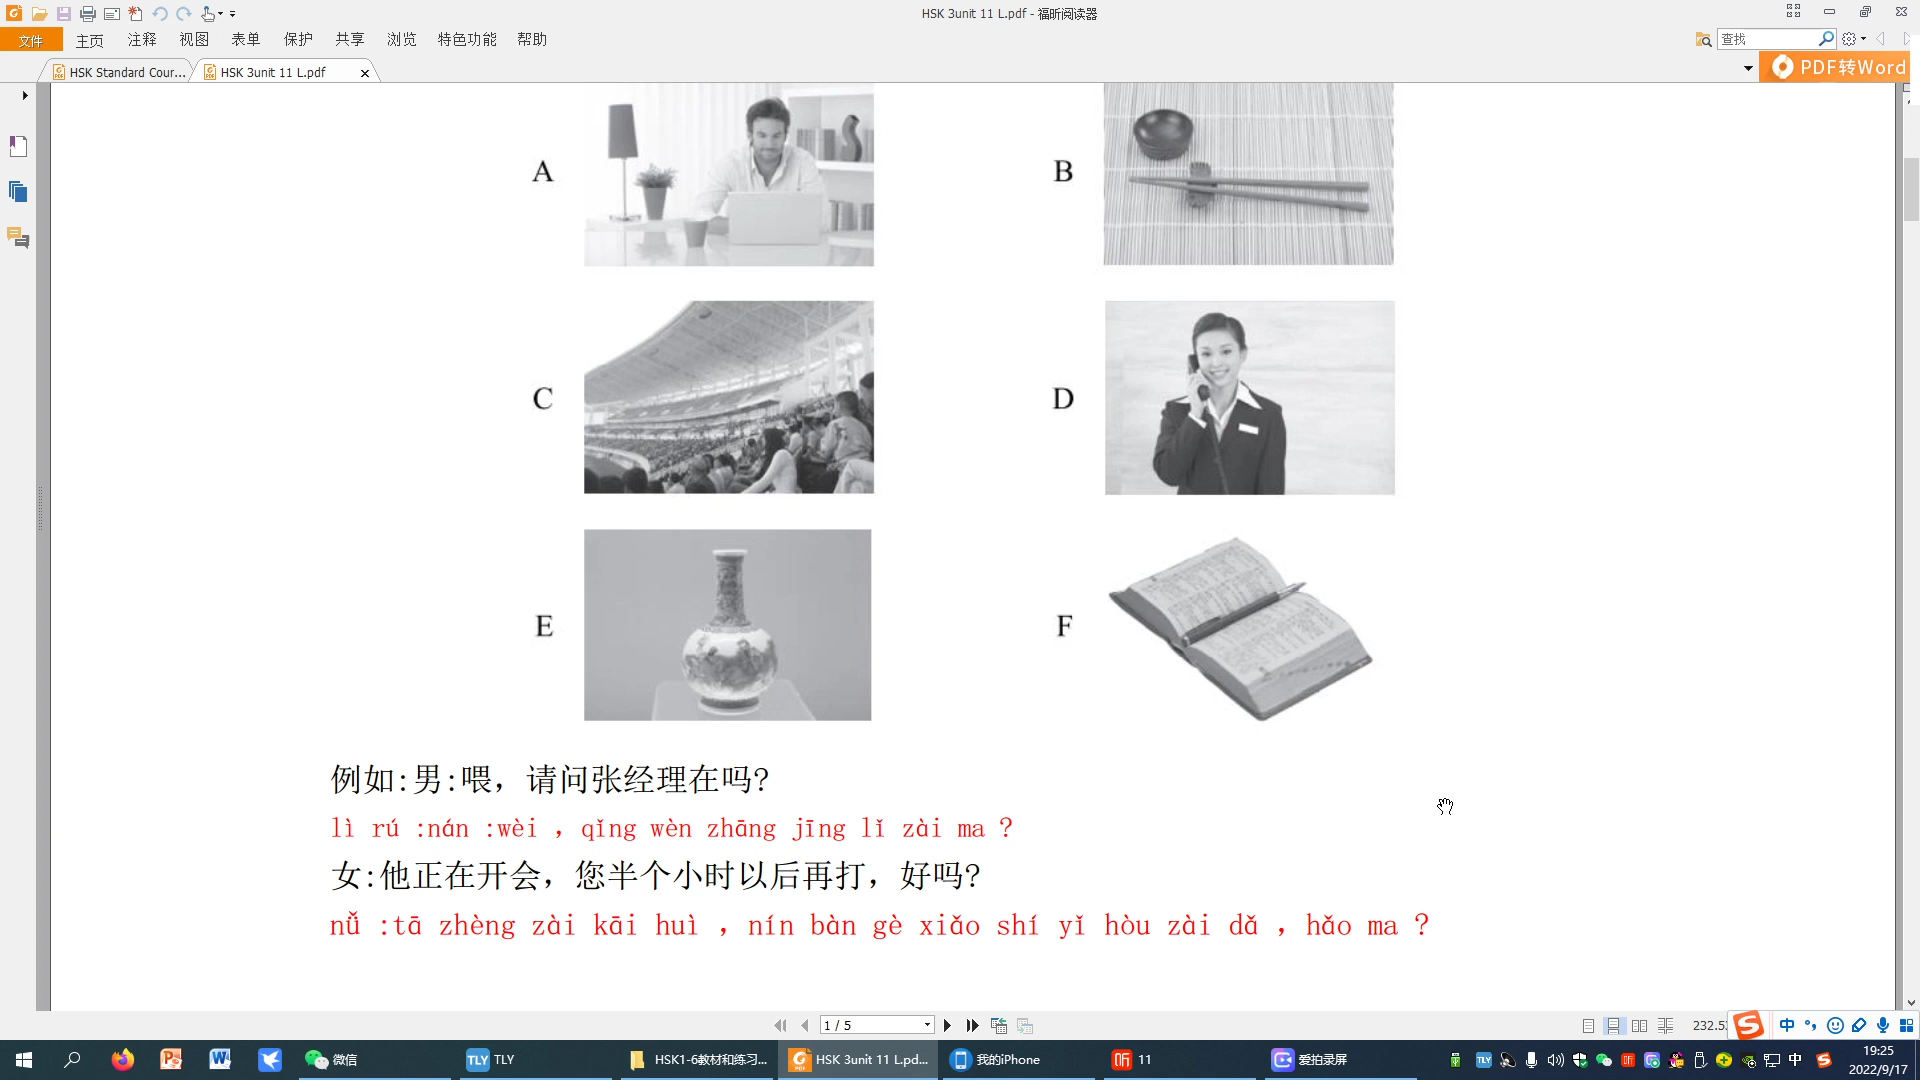 HSK 3unit 11 L.pdf - 福昕阅读器
文件 主页 注释 视图 表单 保护 共享 浏览 特色功能 帮助
查找
HSK Standard Cour... HSK 3unit 11 L.pdf
PDF转Word
A
B
C
D
E
F
例如:男:喂，请问张经理在吗?
lì rú :nán :wèi ，qǐng wèn zhāng jīng lǐ zài ma ?
女:他正在开会，您半个小时以后再打，好吗?
nǚ :tā zhèng zài kāi huì ，nín bàn gè xiǎo shí yǐ hòu zài dǎ ，hǎo ma ?
1 / 5
中
微信
TLY TLY
HSK1-6教材和练习...
HSK 3unit 11 L.pd...
我的iPhone
听 11
爱拍录屏
中
19:25
2022/9/17